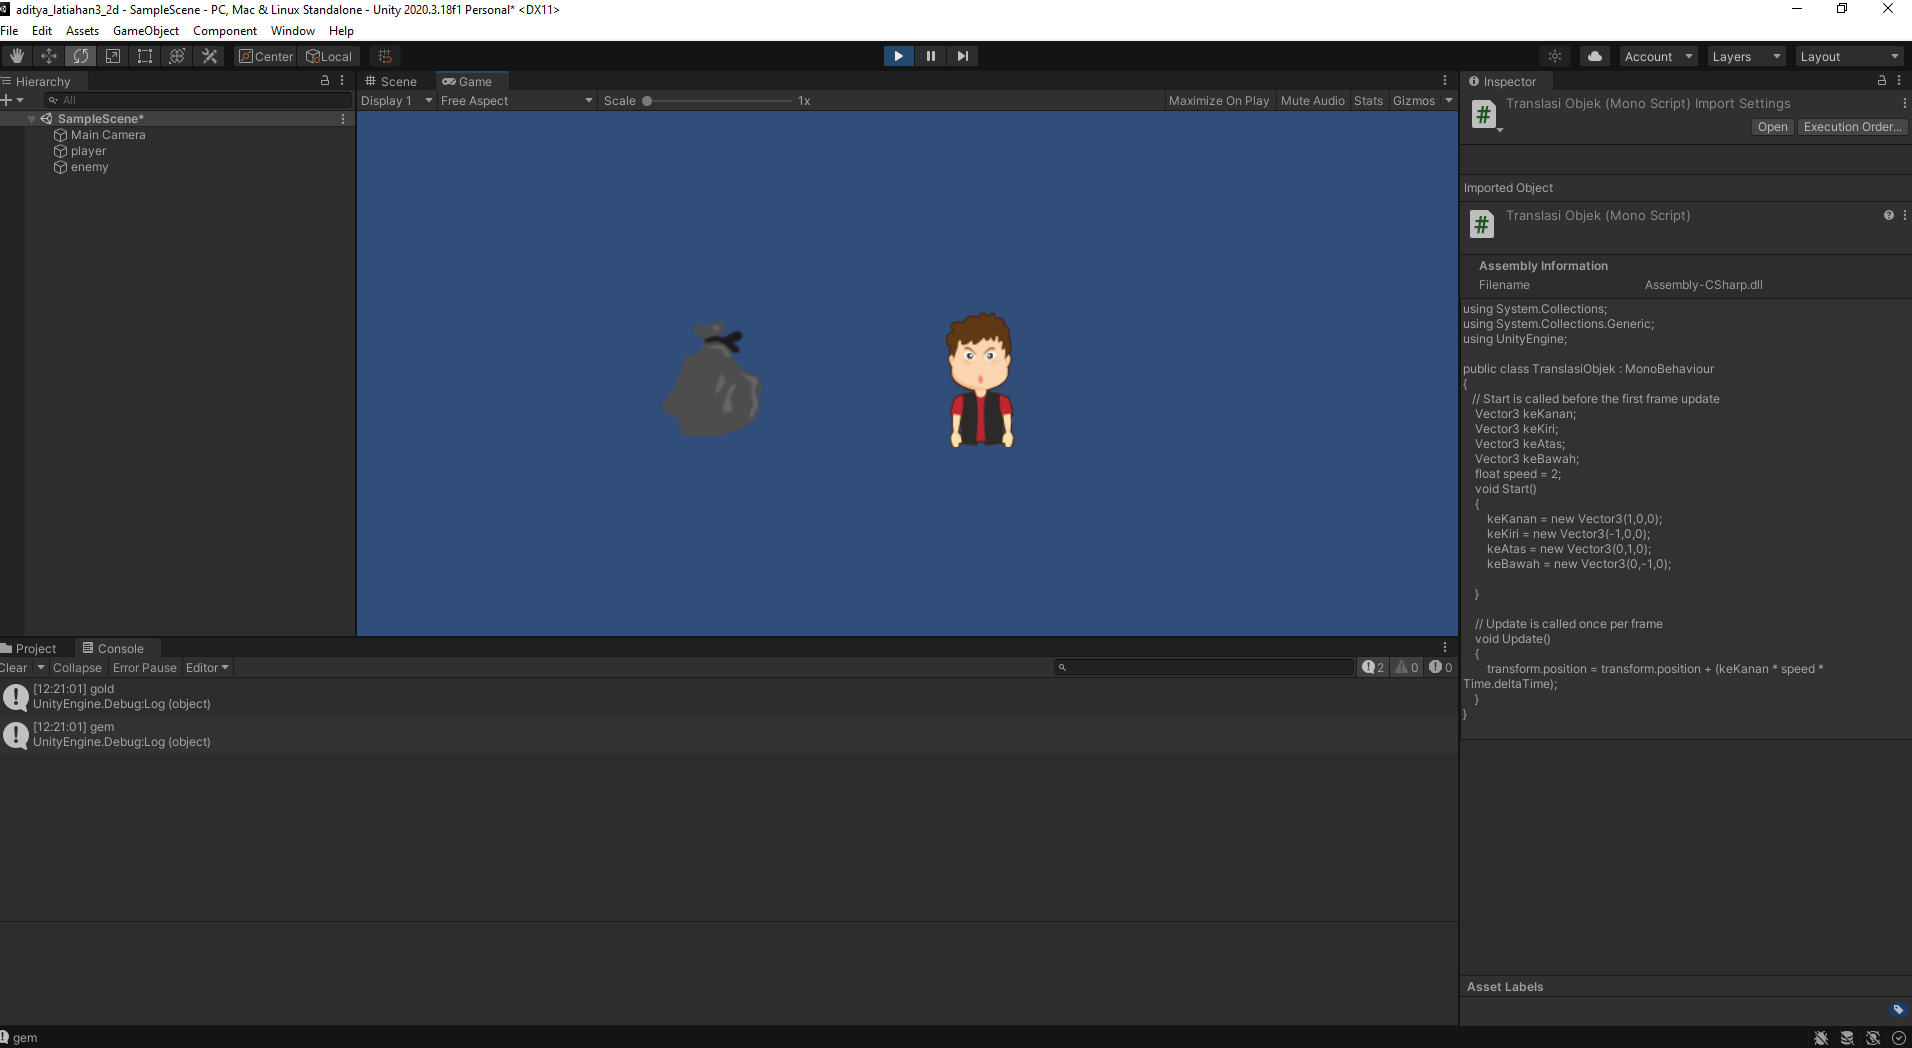 aditya_latiahan3_2d - SampleScene - PC, Mac & Linux Standalone - Unity 2020.3.18f1 Personal* <DX11>
File Edit Assets GameObject Component Window Help
Center Local Account Layers Layout
Hierarchy
All
SampleScene*
Main Camera
player
enemy
Scene Game
Display 1 Free Aspect Scale 1x Maximize On Play Mute Audio Stats Gizmos
Project Console
Clear Collapse Error Pause Editor 2 0 0
[12:21:01] gold
UnityEngine.Debug:Log (object)
[12:21:01] gem
UnityEngine.Debug:Log (object)
gem
Inspector
Translasi Objek (Mono Script) Import Settings
Open Execution Order...
Imported Object
Translasi Objek (Mono Script)
Assembly Information
Filename Assembly-CSharp.dll
using System.Collections;
using System.Collections.Generic;
using UnityEngine;
public class TranslasiObjek : MonoBehaviour
{
// Start is called before the first frame update
Vector3 keKanan;
Vector3 keKiri;
Vector3 keAtas;
Vector3 keBawah;
float speed = 2;
void Start()
{
keKanan = new Vector3(1,0,0);
keKiri = new Vector3(-1,0,0);
keAtas = new Vector3(0,1,0);
keBawah = new Vector3(0,-1,0);
}
// Update is called once per frame
void Update()
{
transform.position = transform.position + (keKanan * speed *
Time.deltaTime);
}
}
Asset Labels